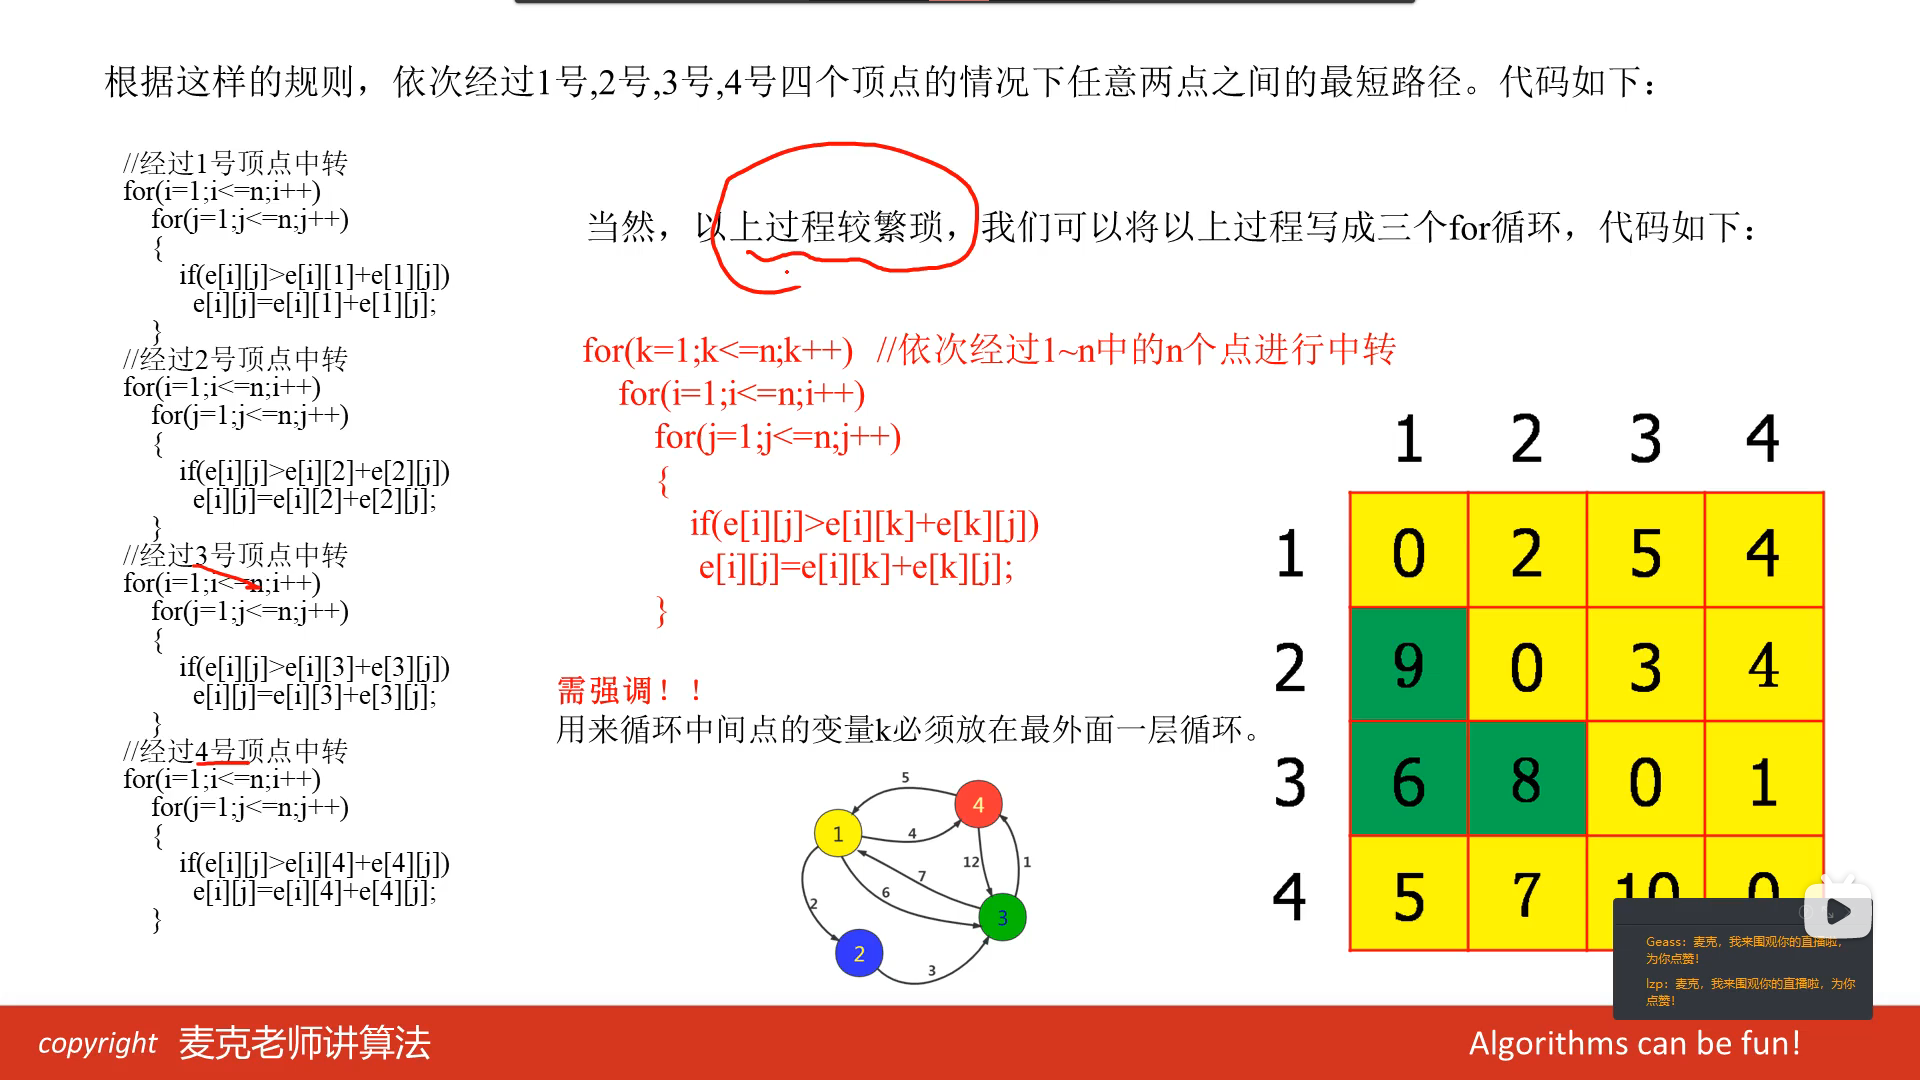 根据这样的规则，依次经过1号,2号,3号,4号四个顶点的情况下任意两点之间的最短路径。代码如下：
//经过1号顶点中转
for(i=1;i<=n;i++)
for(j=1;j<=n;j++)
{
if(e[i][j]>e[i][1]+e[1][j])
e[i][j]=e[i][1]+e[1][j];
}
//经过2号顶点中转
for(i=1;i<=n;i++)
for(j=1;j<=n;j++)
{
if(e[i][j]>e[i][2]+e[2][j])
e[i][j]=e[i][2]+e[2][j];
}
//经过3号顶点中转
for(i=1;i<=n;i++)
for(j=1;j<=n;j++)
{
if(e[i][j]>e[i][3]+e[3][j])
e[i][j]=e[i][3]+e[3][j];
}
//经过4号顶点中转
for(i=1;i<=n;i++)
for(j=1;j<=n;j++)
{
if(e[i][j]>e[i][4]+e[4][j])
e[i][j]=e[i][4]+e[4][j];
}
当然，以上过程较繁琐，我们可以将以上过程写成三个for循环，代码如下：
for(k=1;k<=n;k++) //依次经过1~n中的n个点进行中转
for(i=1;i<=n;i++)
for(j=1;j<=n;j++)
{
if(e[i][j]>e[i][k]+e[k][j])
e[i][j]=e[i][k]+e[k][j];
}
需强调！！
用来循环中间点的变量k必须放在最外面一层循环。
5
4
1
4
12
1
7
6
2
3
2
3
1 2 3 4
1 0 2 5 4
2 9 0 3 4
3 6 8 0 1
4 5 7 10 0
Geass：麦克，我来围观你的直播啦，
为你点赞！
lzp：麦克，我来围观你的直播啦，为你
点赞！
copyright 麦克老师讲算法
Algorithms can be fun!